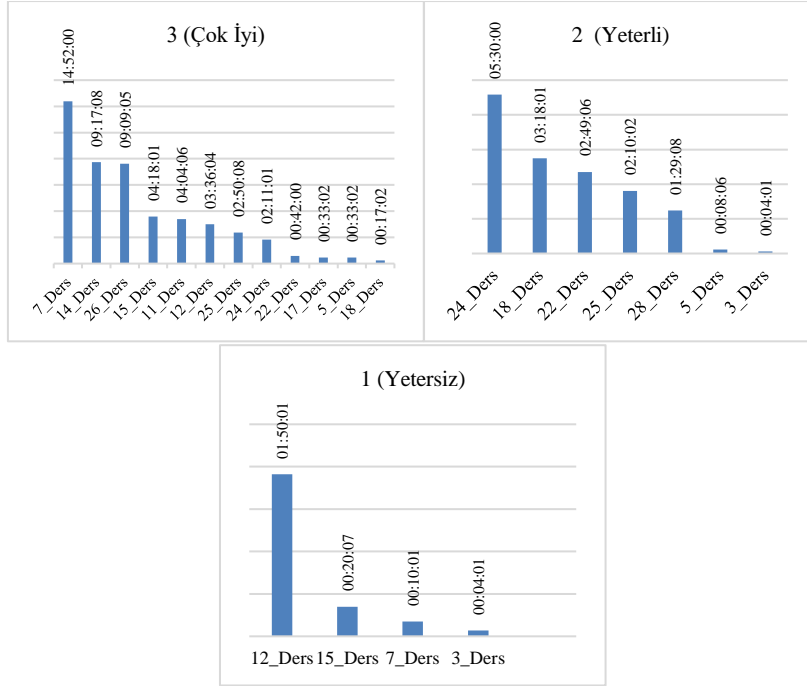 3 (Çok İyi)
14:52:00
09:17:08
09:09:05
04:18:01
04:04:06
03:36:04
02:50:08
02:11:01
00:42:00
00:33:02
00:33:02
00:17:02
7_Ders
14_Ders
26_Ders
15_Ders
11_Ders
12_Ders
25_Ders
24_Ders
22_Ders
17_Ders
5_Ders
18_Ders
2 (Yeterli)
05:30:00
03:18:01
02:49:06
02:10:02
01:29:08
00:08:06
00:04:01
24_Ders
18_Ders
22_Ders
25_Ders
28_Ders
5_Ders
3_Ders
1 (Yetersiz)
01:50:01
00:20:07
00:10:01
00:04:01
12_Ders 15_Ders 7_Ders 3_Ders